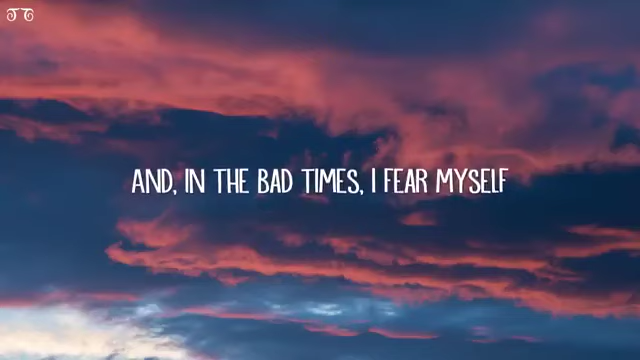 AND, IN THE BAD TIMES, I FEAR MYSELF